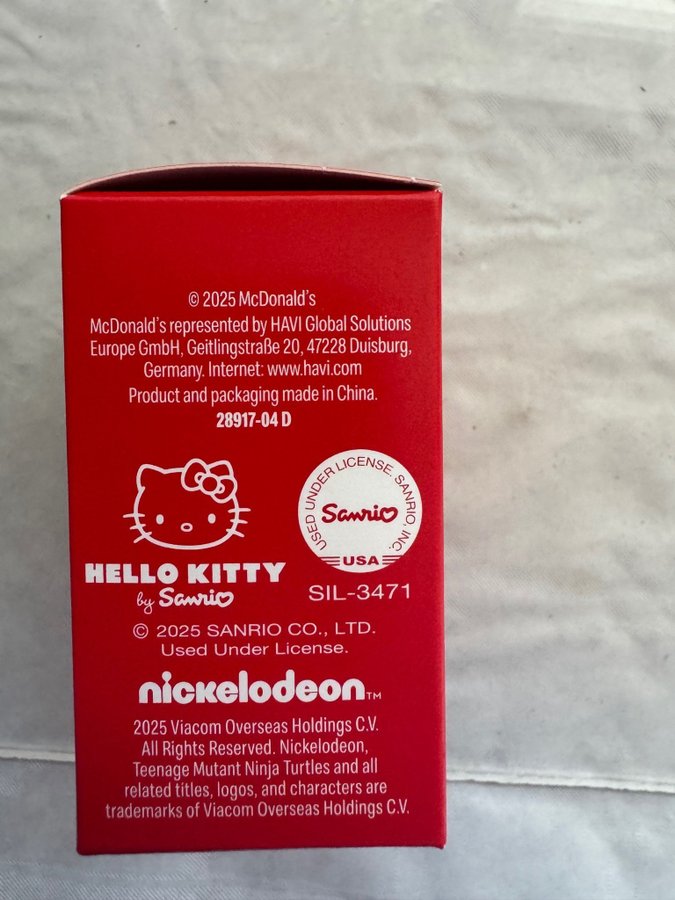 © 2025 McDonald's
McDonald's represented by HAVI Global Solutions
Europe GmbH, Geitlingstraße 20, 47228 Duisburg,
Germany. Internet: www.havi.com
Product and packaging made in China.
28917-04 D
USED UNDER LICENSE. SANRIO, INC.
Sanrio
USA
HELLO KITTY
by Sanrio
SIL-3471
© 2025 SANRIO CO., LTD.
Used Under License.
nickelodeon™
2025 Viacom Overseas Holdings C.V.
All Rights Reserved. Nickelodeon,
Teenage Mutant Ninja Turtles and all
related titles, logos, and characters are
trademarks of Viacom Overseas Holdings C.V.